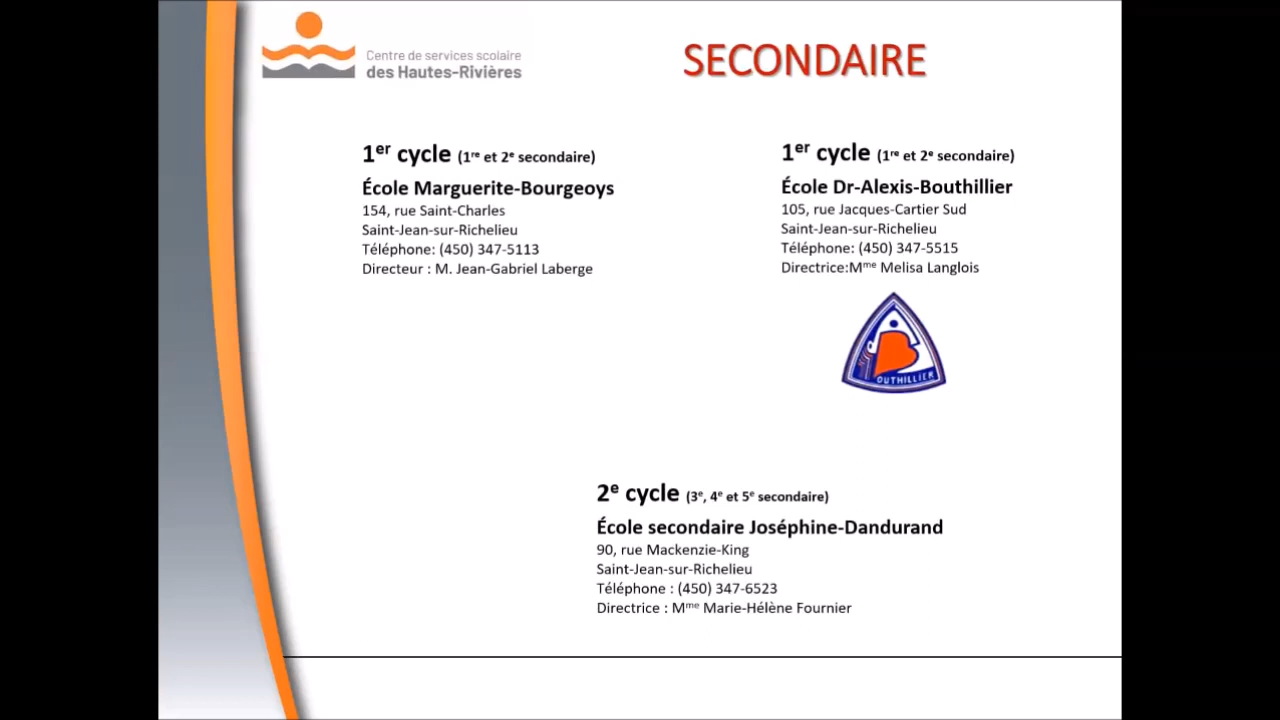 Centre de services scolaire
des Hautes-Rivières
SECONDAIRE
1er cycle (1re et 2e secondaire)
École Marguerite-Bourgeoys
154, rue Saint-Charles
Saint-Jean-sur-Richelieu
Téléphone: (450) 347-5113
Directeur : M. Jean-Gabriel Laberge
1er cycle (1re et 2e secondaire)
École Dr-Alexis-Bouthillier
105, rue Jacques-Cartier Sud
Saint-Jean-sur-Richelieu
Téléphone: (450) 347-5515
Directrice:Mme Melisa Langlois
OUTHILLIER
2e cycle (3e, 4e et 5e secondaire)
École secondaire Joséphine-Dandurand
90, rue Mackenzie-King
Saint-Jean-sur-Richelieu
Téléphone : (450) 347-6523
Directrice : Mme Marie-Hélène Fournier